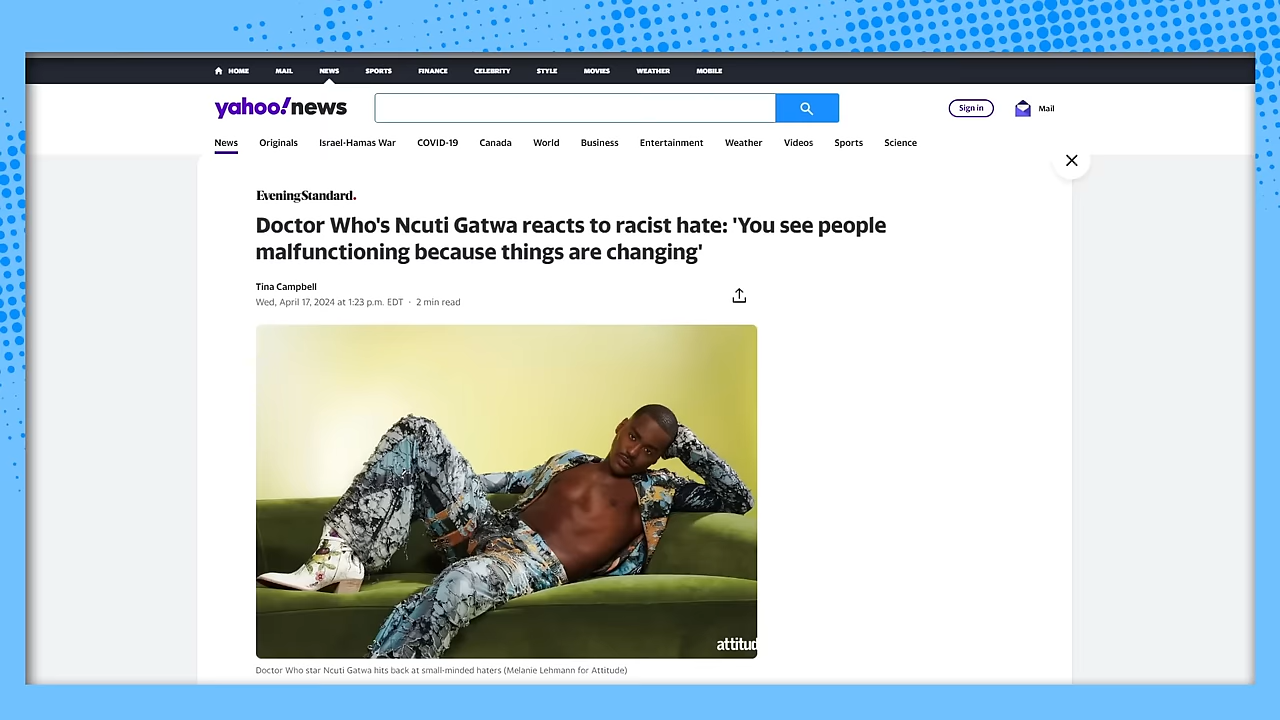 HOME MAIL NEWS SPORTS FINANCE CELEBRITY STYLE MOVIES WEATHER MOBILE
yahoo!news Sign in Mail
News Originals Israel-Hamas War COVID-19 Canada World Business Entertainment Weather Videos Sports Science
EveningStandard.
Doctor Who's Ncuti Gatwa reacts to racist hate: 'You see people
malfunctioning because things are changing'
Tina Campbell
Wed, April 17, 2024 at 1:23 p.m. EDT · 2 min read
attitud
Doctor Who star Ncuti Gatwa hits back at small-minded haters (Melanie Lehmann for Attitude)